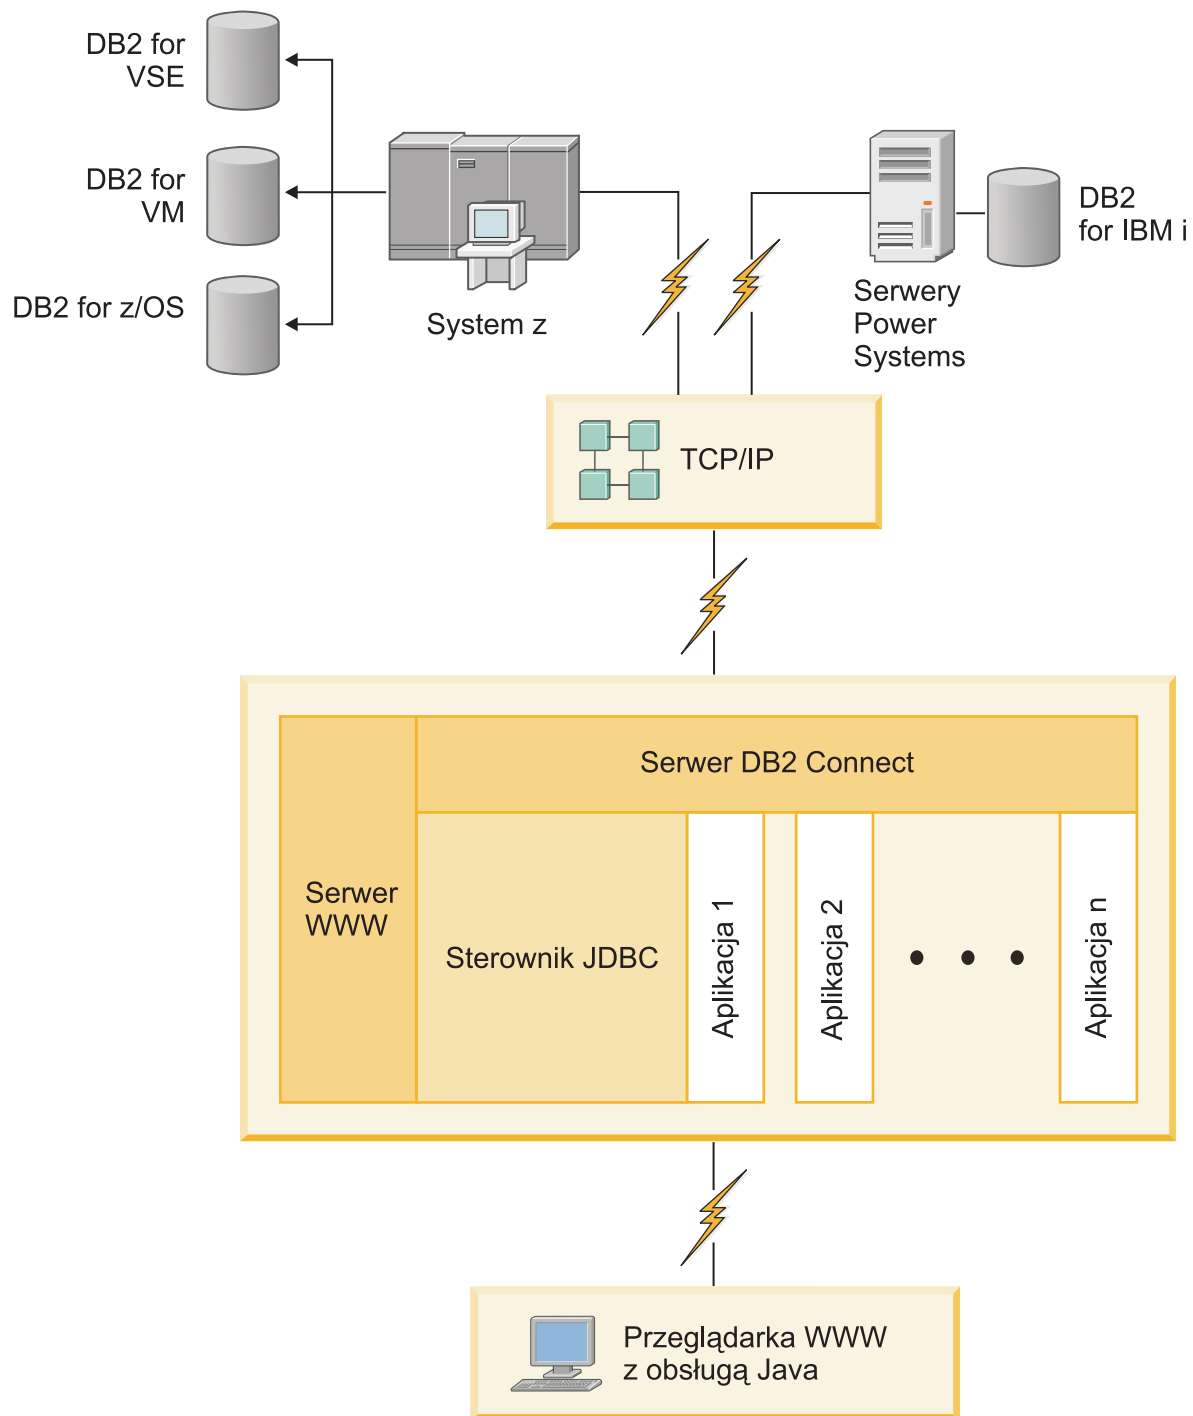 DB2 for
VSE
DB2 for
VM
DB2 for z/OS
System z
DB2
for IBM i
Serwery
Power
Systems
TCP/IP
Serwer DB2 Connect
Serwer
WWW
Sterownik JDBC
Aplikacja 1
Aplikacja 2
Aplikacja n
Przeglądarka WWW
z obsługą Java